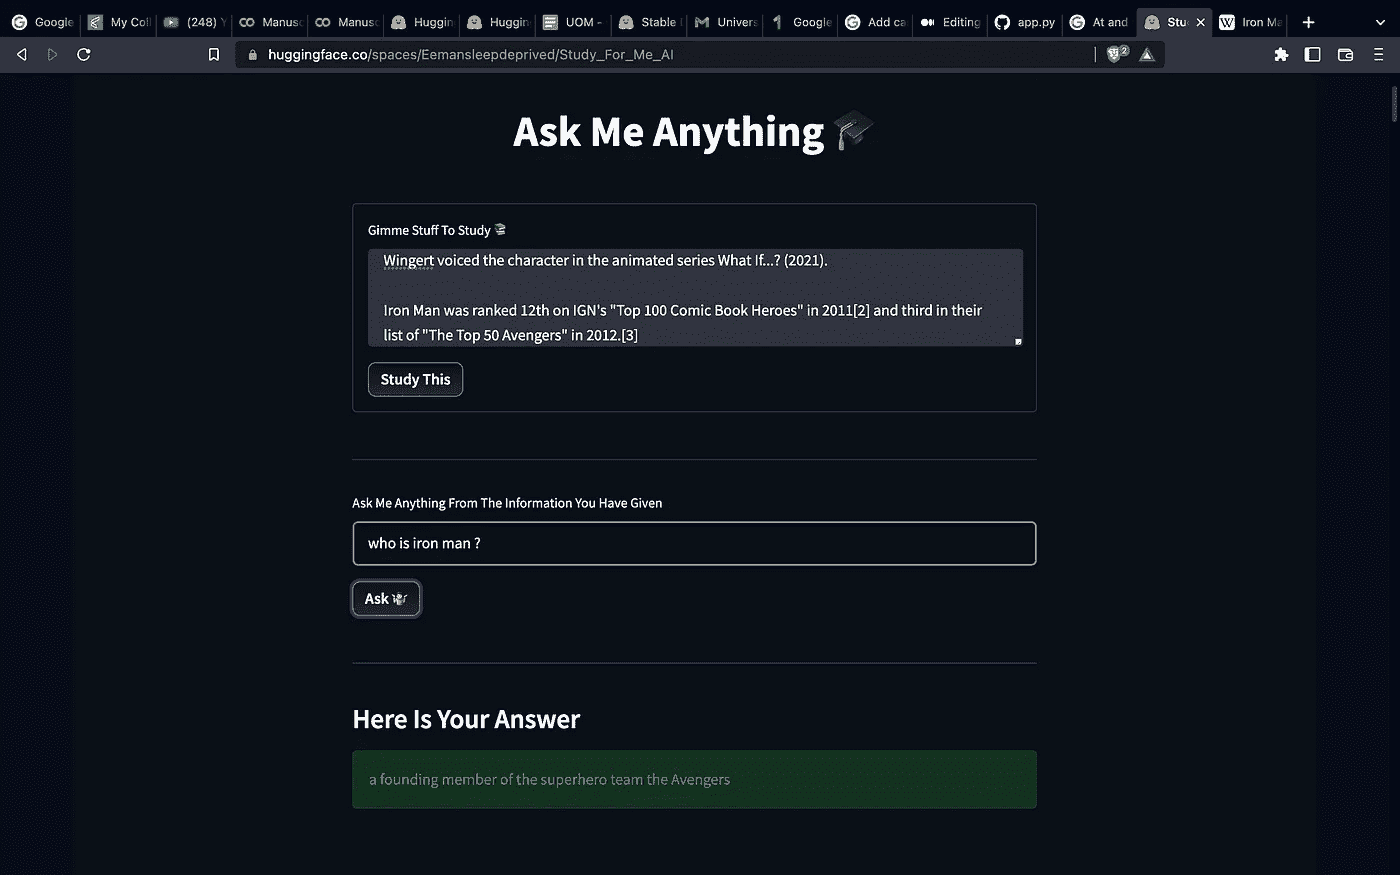 Google
My Col
(248) Y
Manusc
Manusc
Huggin
Huggin
UOM -
Stable
Univers
Google
Add ca
Editing
app.py
At and
Stu
Iron Ma
huggingface.co/spaces/Eemansleepdeprived/Study_For_Me_AI
2
Ask Me Anything
Gimme Stuff To Study
Wingert voiced the character in the animated series What If...? (2021).
Iron Man was ranked 12th on IGN's "Top 100 Comic Book Heroes" in 2011[2] and third in their
list of "The Top 50 Avengers" in 2012.[3]
Study This
Ask Me Anything From The Information You Have Given
who is iron man ?
Ask
Here Is Your Answer
a founding member of the superhero team the Avengers